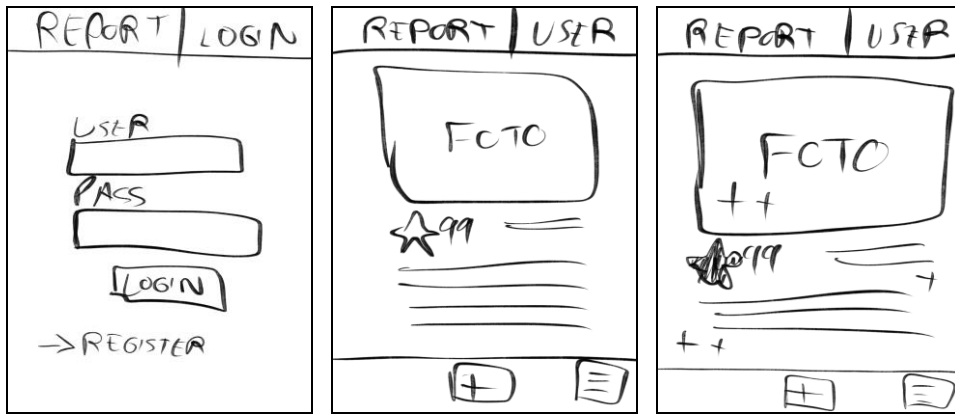 REPORT | LOGIN
USER
PASS
LOGIN
→ REGISTER
REPORT | USER
FOTO
99
+
REPORT | USER
FOTO
+ +
99
+
+ +
+